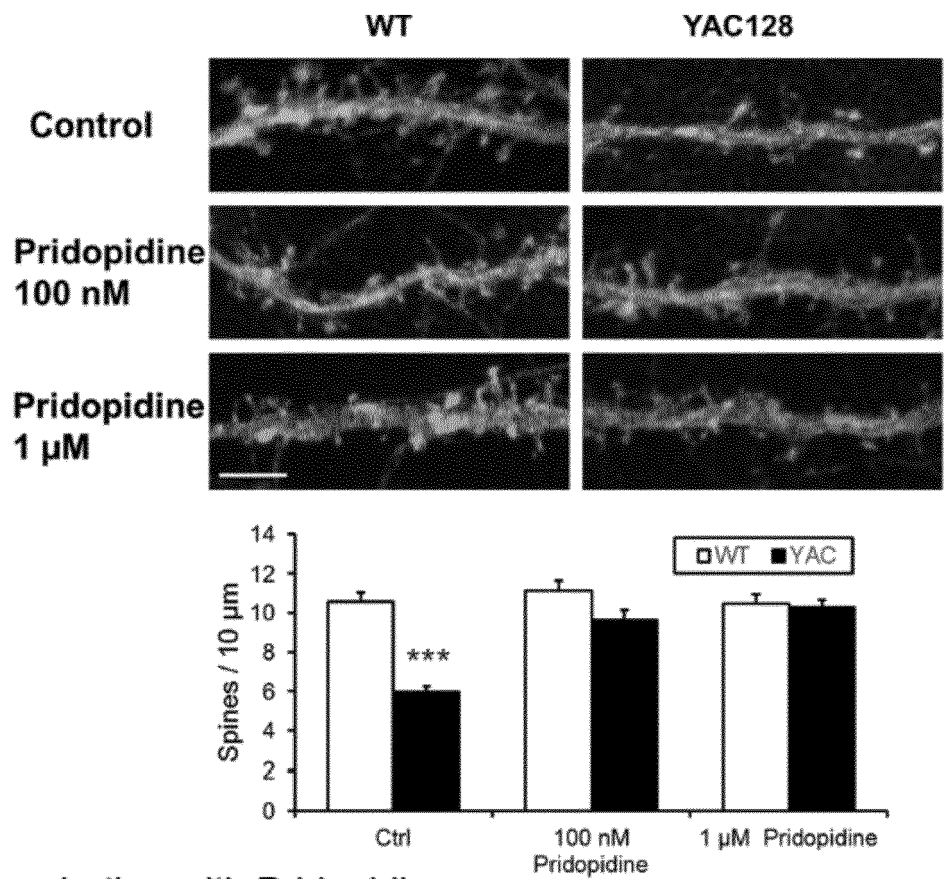 WT YAC128
Control
Pridopidine
100 nM
Pridopidine
1 µM
14
12
10
8
6
4
2
0
Spines / 10 µm
WT YAC
***
Ctrl
100 nM
Pridopidine
1 µM Pridopidine